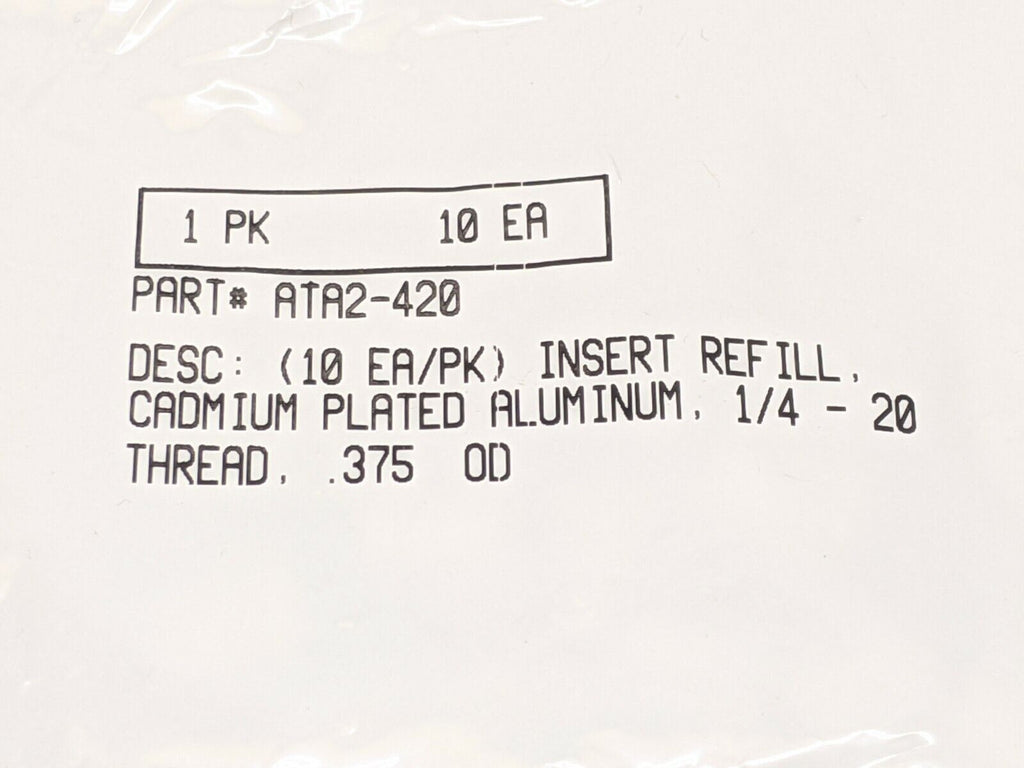 1 PK 10 EA
PART# ATA2-420
DESC: (10 EA/PK) INSERT REFILL,
CADMIUM PLATED ALUMINUM, 1/4 - 20
THREAD, .375 OD